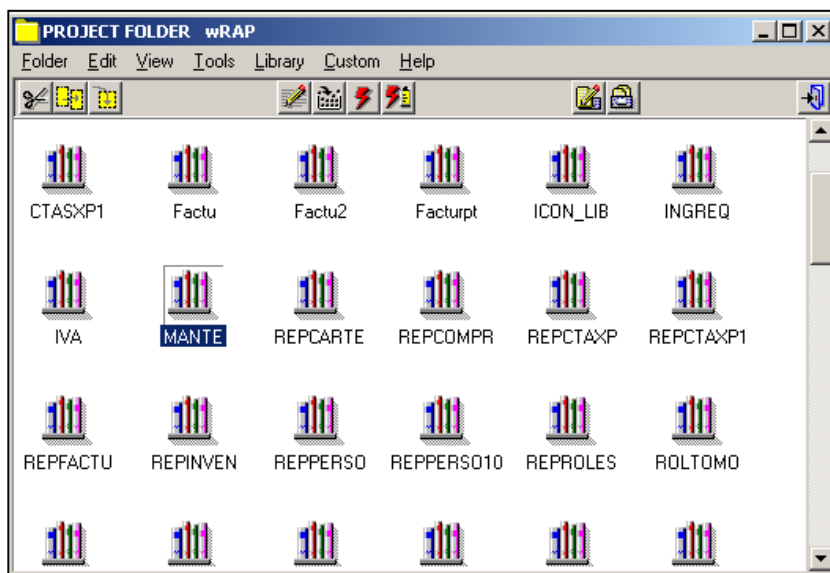 PROJECT FOLDER wRAP
Folder Edit View Tools Library Custom Help
CTASXP1 Factu Factu2 Facturpt ICON_LIB INGREQ
IVA MANTE REPCARTE REPCOMPR REPCTAXP REPCTAXP1
REPFACTU REPINVEN REPPERSO REPPERSO10 REPROLES ROLTOMO